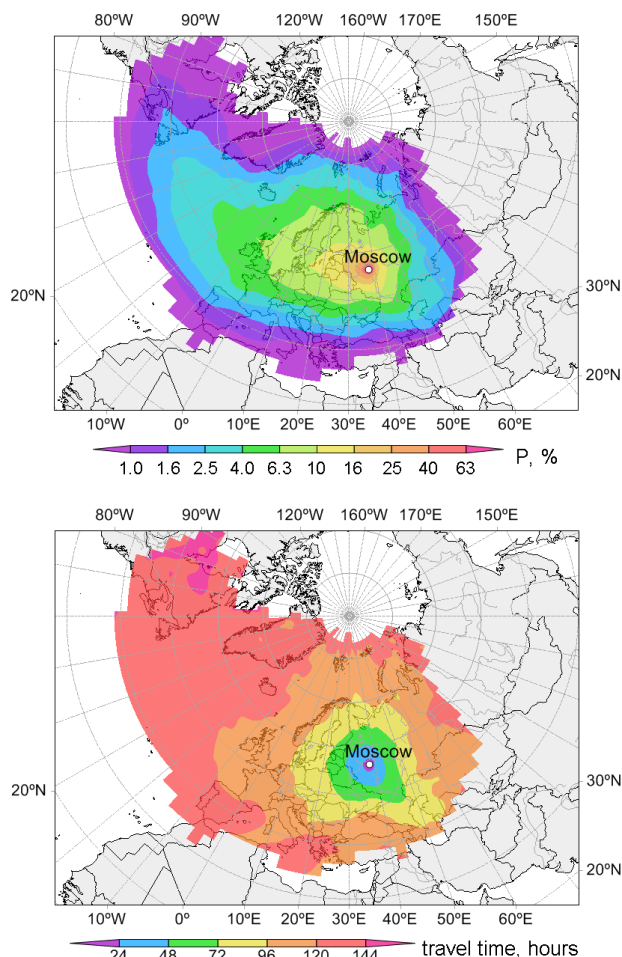 80ºW 90ºW 120ºW 160ºW 170ºE 150ºE
Moscow
20ºN
30ºN
20ºN
10ºW 0º 10ºE 20ºE 30ºE 40ºE 50ºE 60ºE
1.0 1.6 2.5 4.0 6.3 10 16 25 40 63 P, %
80ºW 90ºW 120ºW 160ºW 170ºE 150ºE
Moscow
20ºN
30ºN
20ºN
10ºW 0º 10ºE 20ºE 30ºE 40ºE 50ºE 60ºE
24 48 72 96 120 144 travel time, hours